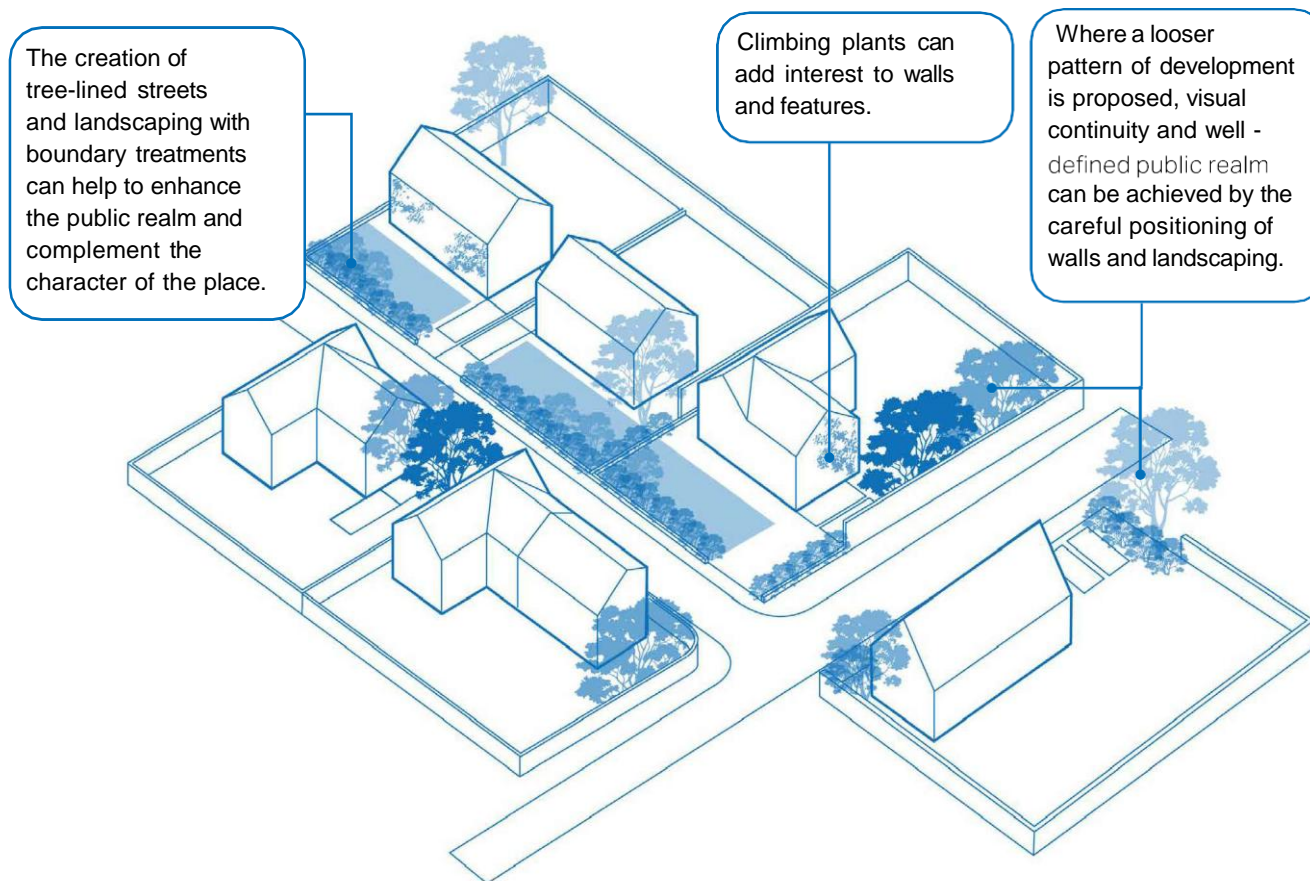 The creation of
tree-lined streets
and landscaping with
boundary treatments
can help to enhance
the public realm and
complement the
character of the place.
Climbing plants can
add interest to walls
and features.
Where a looser
pattern of development
is proposed, visual
continuity and well -
defined public realm
can be achieved by the
careful positioning of
walls and landscaping.